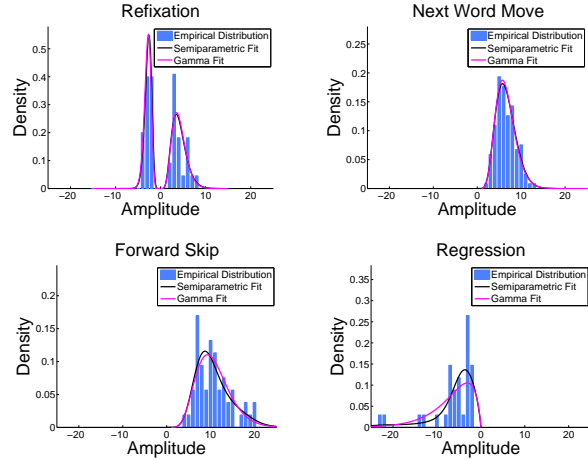 Refixation
Empirical Distribution
Semiparametric Fit
Gamma Fit
0.5
0.4
0.3
0.2
0.1
0
Density
-20 -10 0 10 20
Amplitude
Next Word Move
Empirical Distribution
Semiparametric Fit
Gamma Fit
0.25
0.2
0.15
0.1
0.05
0
Density
-20 -10 0 10 20
Amplitude
Forward Skip
Empirical Distribution
Semiparametric Fit
Gamma Fit
0.2
0.15
0.1
0.05
0
Density
-20 -10 0 10 20
Amplitude
Regression
Empirical Distribution
Semiparametric Fit
Gamma Fit
0.35
0.3
0.25
0.2
0.15
0.1
0.05
0
Density
-20 -10 0 10 20
Amplitude